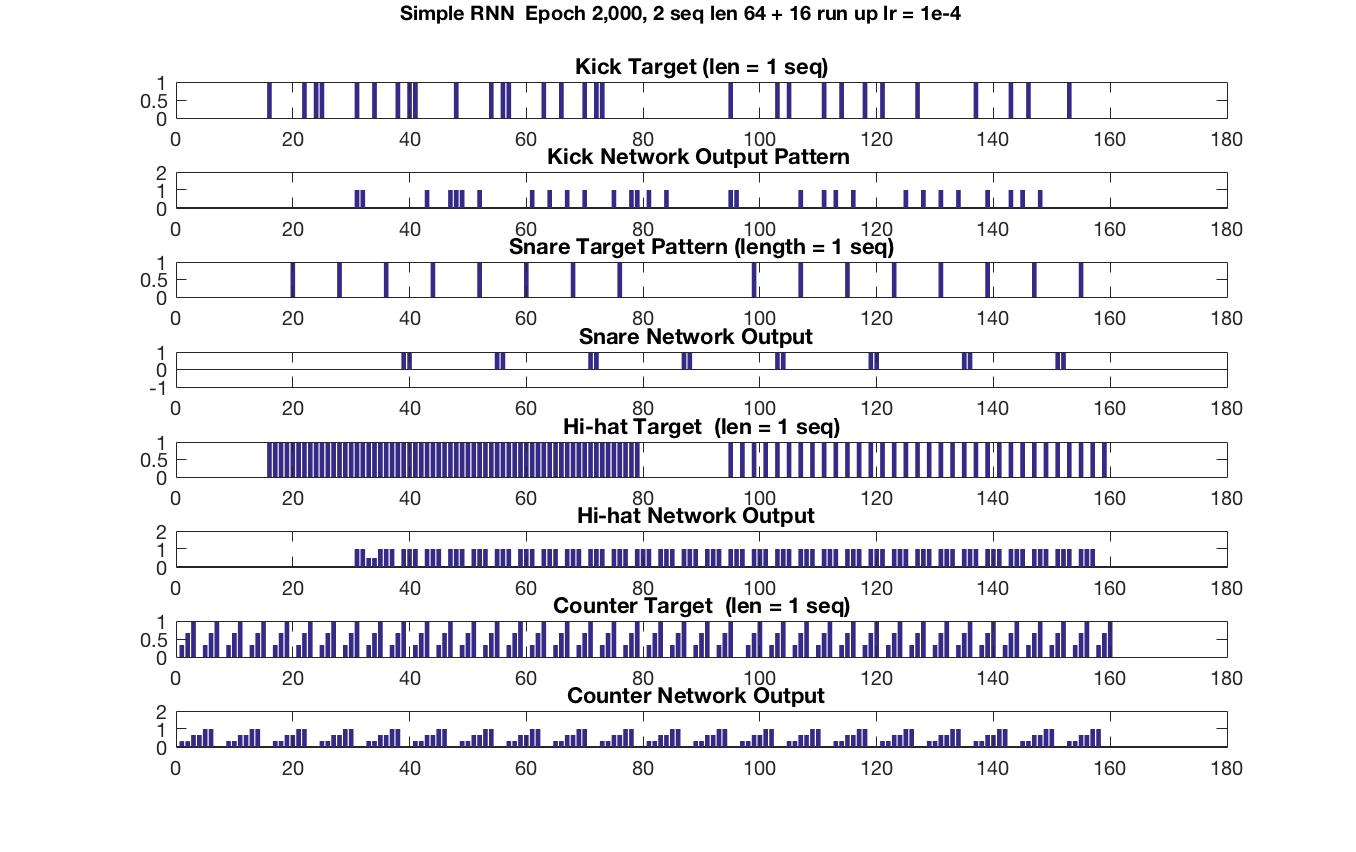 Simple RNN  Epoch 2,000, 2 seq len 64 + 16 run up lr = 1e-4
Kick Target (len = 1 seq)
1
0.5
0
0 20 40 60 80 100 120 140 160 180
Kick Network Output Pattern
2
1
0
0 20 40 60 80 100 120 140 160 180
Snare Target Pattern (length = 1 seq)
1
0.5
0
0 20 40 60 80 100 120 140 160 180
Snare Network Output
1
0
-1
0 20 40 60 80 100 120 140 160 180
Hi-hat Target  (len = 1 seq)
1
0.5
0
0 20 40 60 80 100 120 140 160 180
Hi-hat Network Output
2
1
0
0 20 40 60 80 100 120 140 160 180
Counter Target  (len = 1 seq)
1
0.5
0
0 20 40 60 80 100 120 140 160 180
Counter Network Output
2
1
0
0 20 40 60 80 100 120 140 160 180